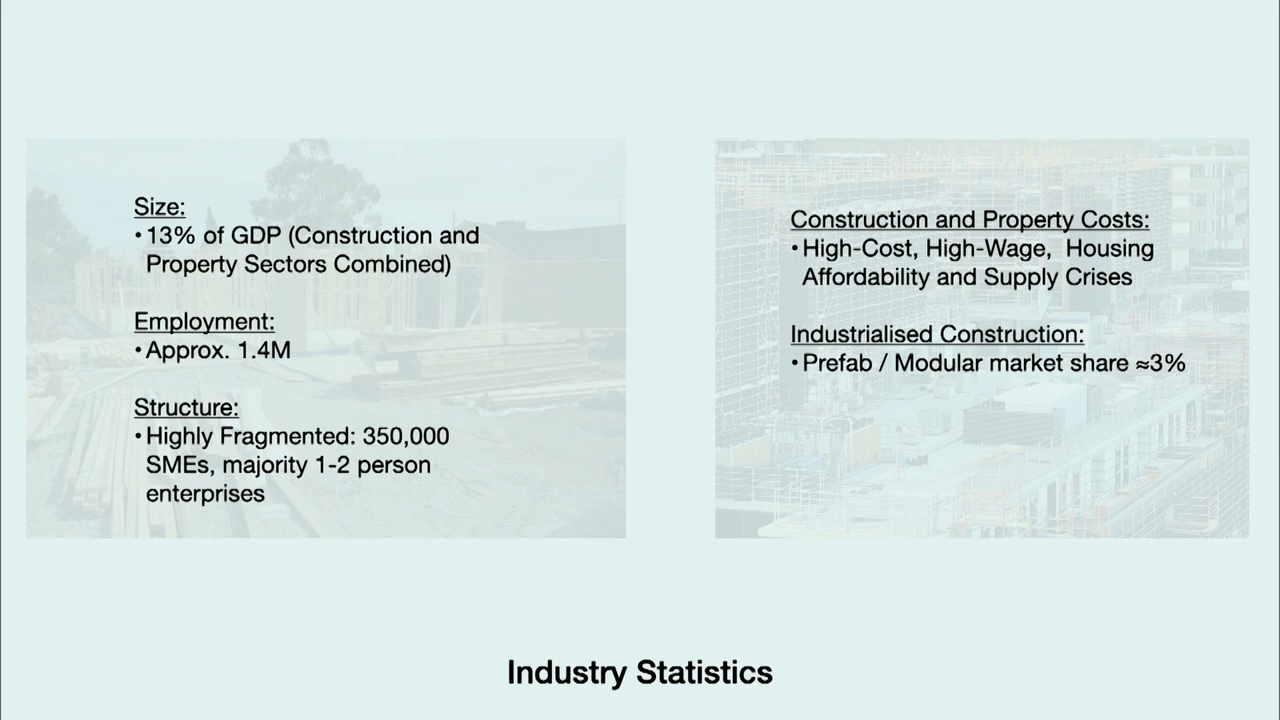 Size:
•13% of GDP (Construction and
Property Sectors Combined)
Employment:
•Approx. 1.4M
Structure:
•Highly Fragmented: 350,000
SMEs, majority 1-2 person
enterprises
Construction and Property Costs:
•High-Cost, High-Wage,  Housing
Affordability and Supply Crises
Industrialised Construction:
•Prefab / Modular market share ≈3%
Industry Statistics